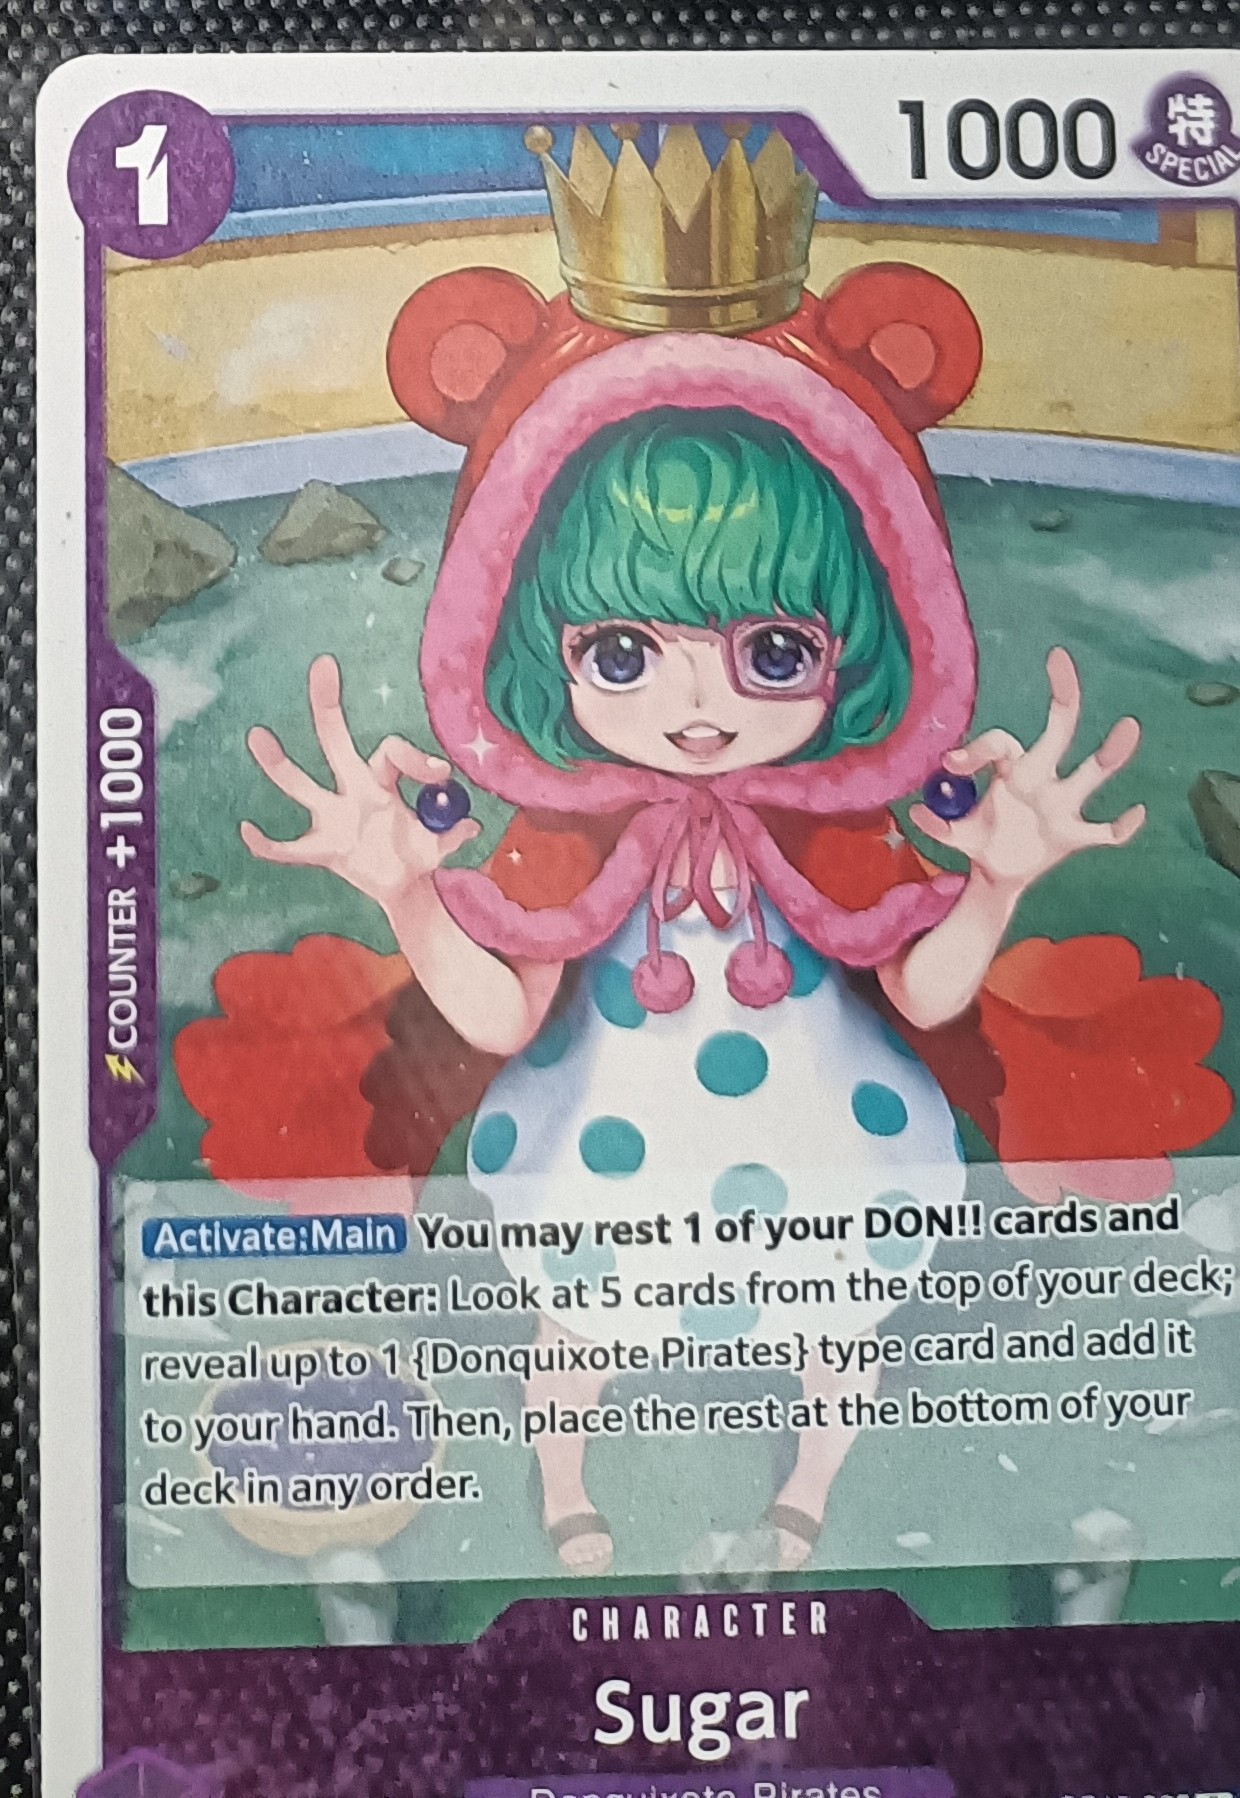 1
1000
特
SPECIAL
COUNTER +1000
Activate:Main You may rest 1 of your DON!! cards and
this Character: Look at 5 cards from the top of your deck;
reveal up to 1 {Donquixote Pirates} type card and add it
to your hand. Then, place the rest at the bottom of your
deck in any order.
CHARACTER
Sugar
Donquixote Pirates